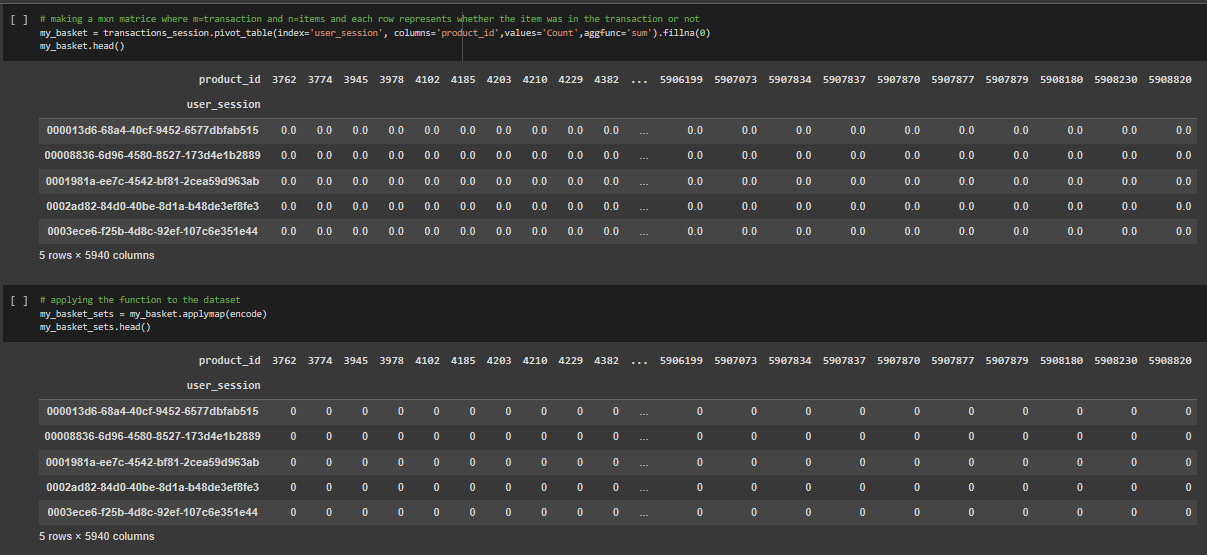 [ ] # making a mxn matrice where m=transaction and n=items and each row represents whether the item was in the transaction or not
my_basket = transactions_session.pivot_table(index='user_session', columns='product_id',values='Count',aggfunc='sum').fillna(0)
my_basket.head()
product_id 3762 3774 3945 3978 4102 4185 4203 4210 4229 4382 ... 5906199 5907073 5907834 5907837 5907870 5907877 5907879 5908180 5908230 5908820
user_session
000013d6-68a4-40cf-9452-6577dbfab515 0.0 0.0 0.0 0.0 0.0 0.0 0.0 0.0 0.0 0.0 ... 0.0 0.0 0.0 0.0 0.0 0.0 0.0 0.0 0.0 0.0
00008836-6d96-4580-8527-173d4e1b2889 0.0 0.0 0.0 0.0 0.0 0.0 0.0 0.0 0.0 0.0 ... 0.0 0.0 0.0 0.0 0.0 0.0 0.0 0.0 0.0 0.0
0001981a-ee7c-4542-bf81-2cea59d963ab 0.0 0.0 0.0 0.0 0.0 0.0 0.0 0.0 0.0 0.0 ... 0.0 0.0 0.0 0.0 0.0 0.0 0.0 0.0 0.0 0.0
0002ad82-84d0-40be-8d1a-b48de3ef8fe3 0.0 0.0 0.0 0.0 0.0 0.0 0.0 0.0 0.0 0.0 ... 0.0 0.0 0.0 0.0 0.0 0.0 0.0 0.0 0.0 0.0
0003ece6-f25b-4d8c-92ef-107c6e351e44 0.0 0.0 0.0 0.0 0.0 0.0 0.0 0.0 0.0 0.0 ... 0.0 0.0 0.0 0.0 0.0 0.0 0.0 0.0 0.0 0.0
5 rows × 5940 columns
[ ] # applying the function to the dataset
my_basket_sets = my_basket.applymap(encode)
my_basket_sets.head()
product_id 3762 3774 3945 3978 4102 4185 4203 4210 4229 4382 ... 5906199 5907073 5907834 5907837 5907870 5907877 5907879 5908180 5908230 5908820
user_session
000013d6-68a4-40cf-9452-6577dbfab515 0 0 0 0 0 0 0 0 0 0 ... 0 0 0 0 0 0 0 0 0 0
00008836-6d96-4580-8527-173d4e1b2889 0 0 0 0 0 0 0 0 0 0 ... 0 0 0 0 0 0 0 0 0 0
0001981a-ee7c-4542-bf81-2cea59d963ab 0 0 0 0 0 0 0 0 0 0 ... 0 0 0 0 0 0 0 0 0 0
0002ad82-84d0-40be-8d1a-b48de3ef8fe3 0 0 0 0 0 0 0 0 0 0 ... 0 0 0 0 0 0 0 0 0 0
0003ece6-f25b-4d8c-92ef-107c6e351e44 0 0 0 0 0 0 0 0 0 0 ... 0 0 0 0 0 0 0 0 0 0
5 rows × 5940 columns